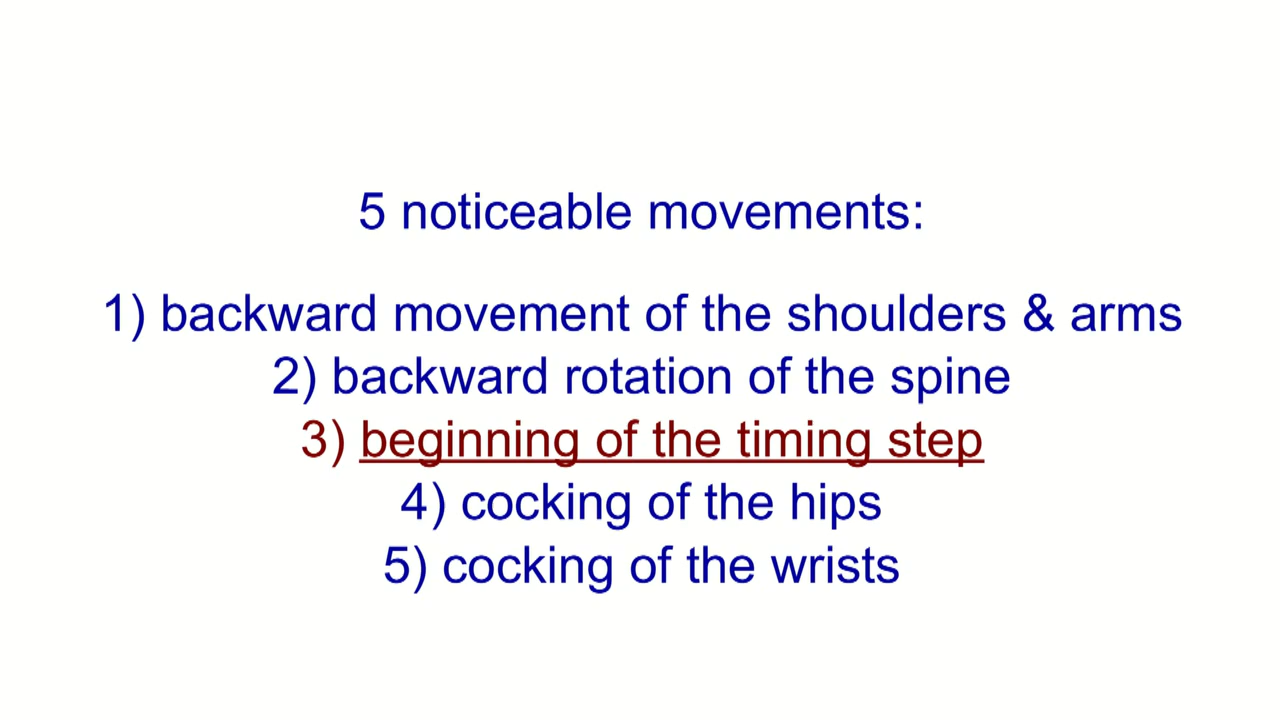 5 noticeable movements:
1) backward movement of the shoulders & arms
2) backward rotation of the spine
3) beginning of the timing step
4) cocking of the hips
5) cocking of the wrists